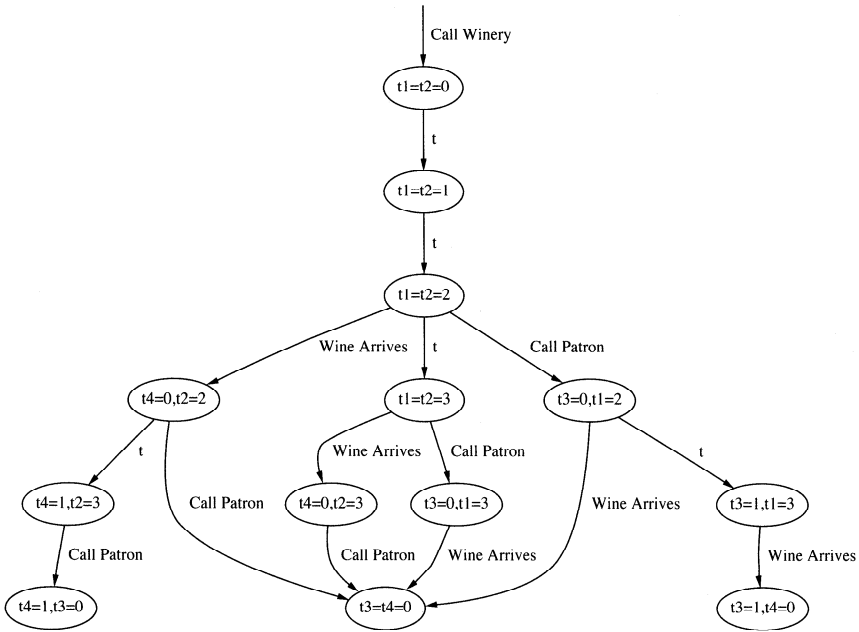 Call Winery
t1=t2=0
t
t1=t2=1
t
t1=t2=2
Wine Arrives
t
Call Patron
t4=0,t2=2
t1=t2=3
t3=0,t1=2
t
Wine Arrives
Call Patron
t
t4=1,t2=3
Call Patron
t4=0,t2=3
t3=0,t1=3
Wine Arrives
t3=1,t1=3
Call Patron
Call Patron
Wine Arrives
Wine Arrives
t4=1,t3=0
t3=t4=0
t3=1,t4=0